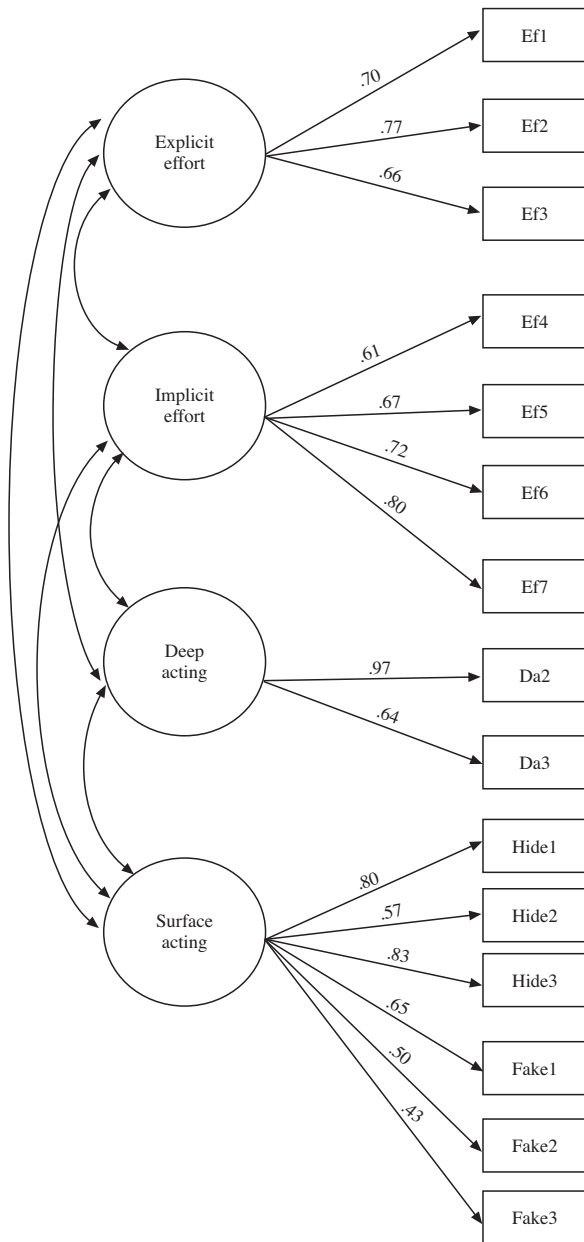 Ef1
.70
Explicit
effort
.77
Ef2
.66
Ef3
Ef4
.61
Implicit
effort
.67
Ef5
.72
Ef6
.80
Ef7
Deep
acting
.97
Da2
.64
Da3
Hide1
.80
Surface
acting
.57
Hide2
.83
Hide3
.65
Fake1
.50
Fake2
.43
Fake3